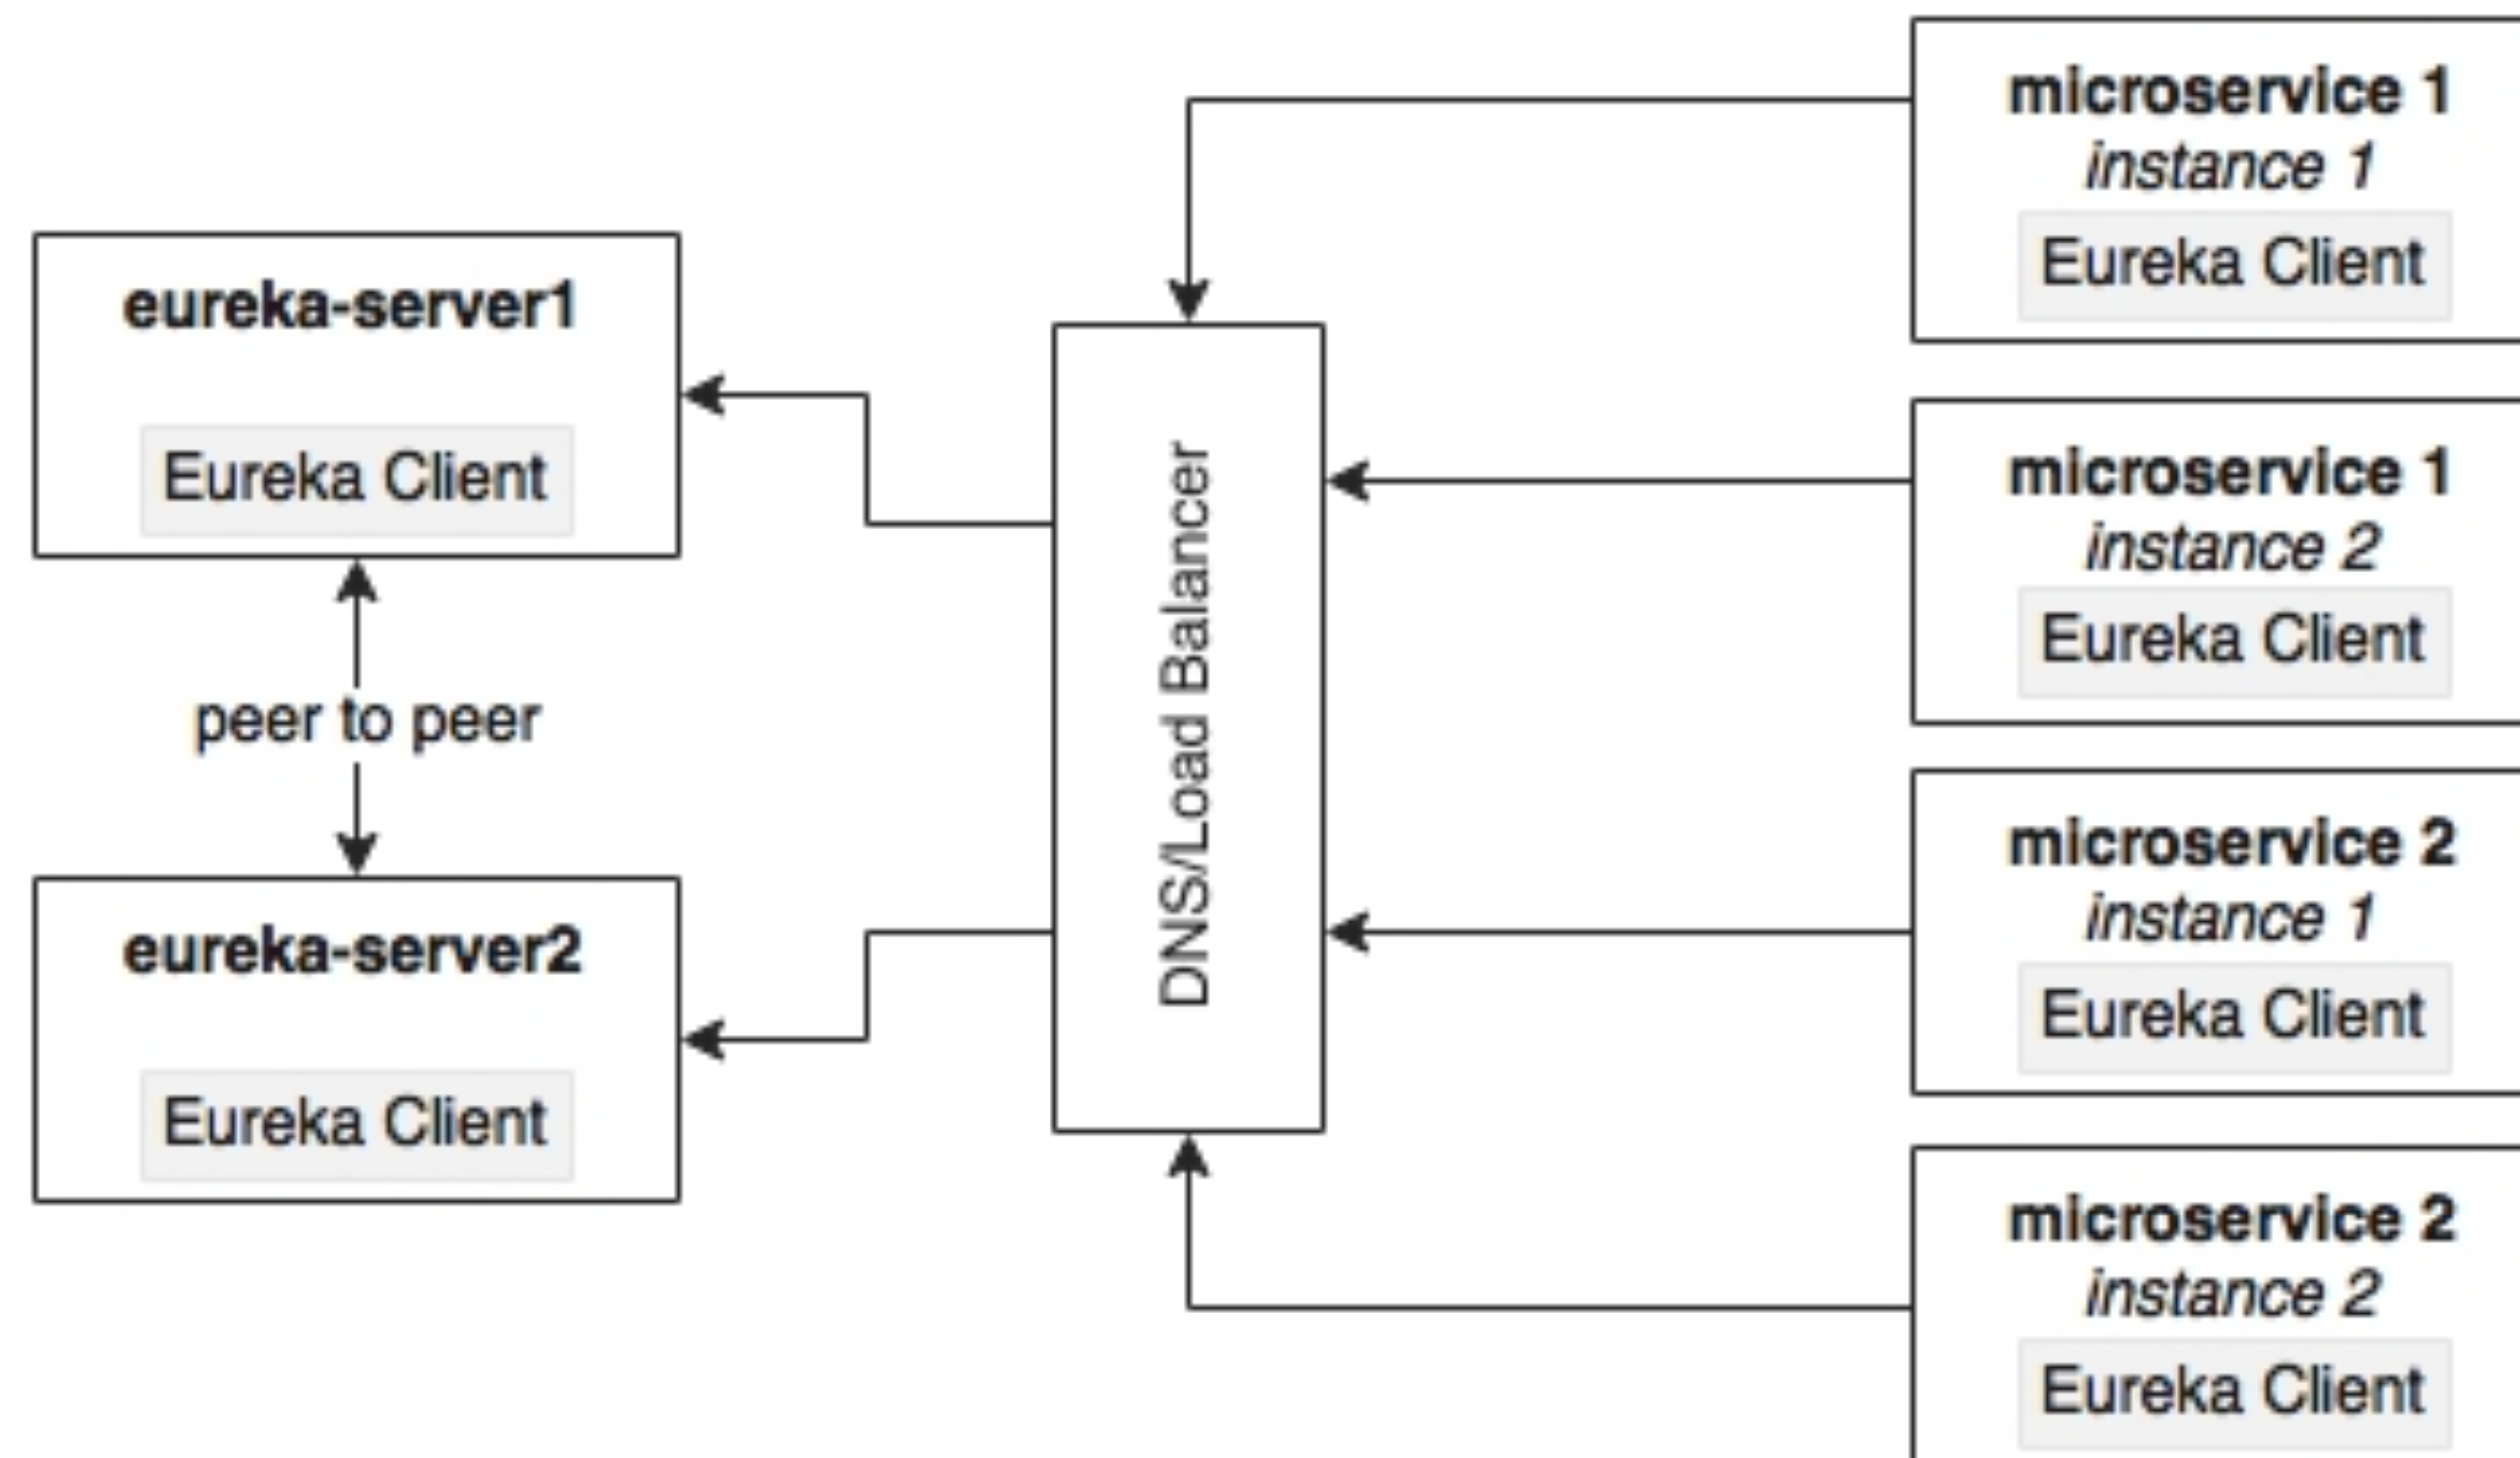 eureka-server1
Eureka Client
peer to peer
eureka-server2
Eureka Client
DNS/Load Balancer
microservice 1
instance 1
Eureka Client
microservice 1
instance 2
Eureka Client
microservice 2
instance 1
Eureka Client
microservice 2
instance 2
Eureka Client